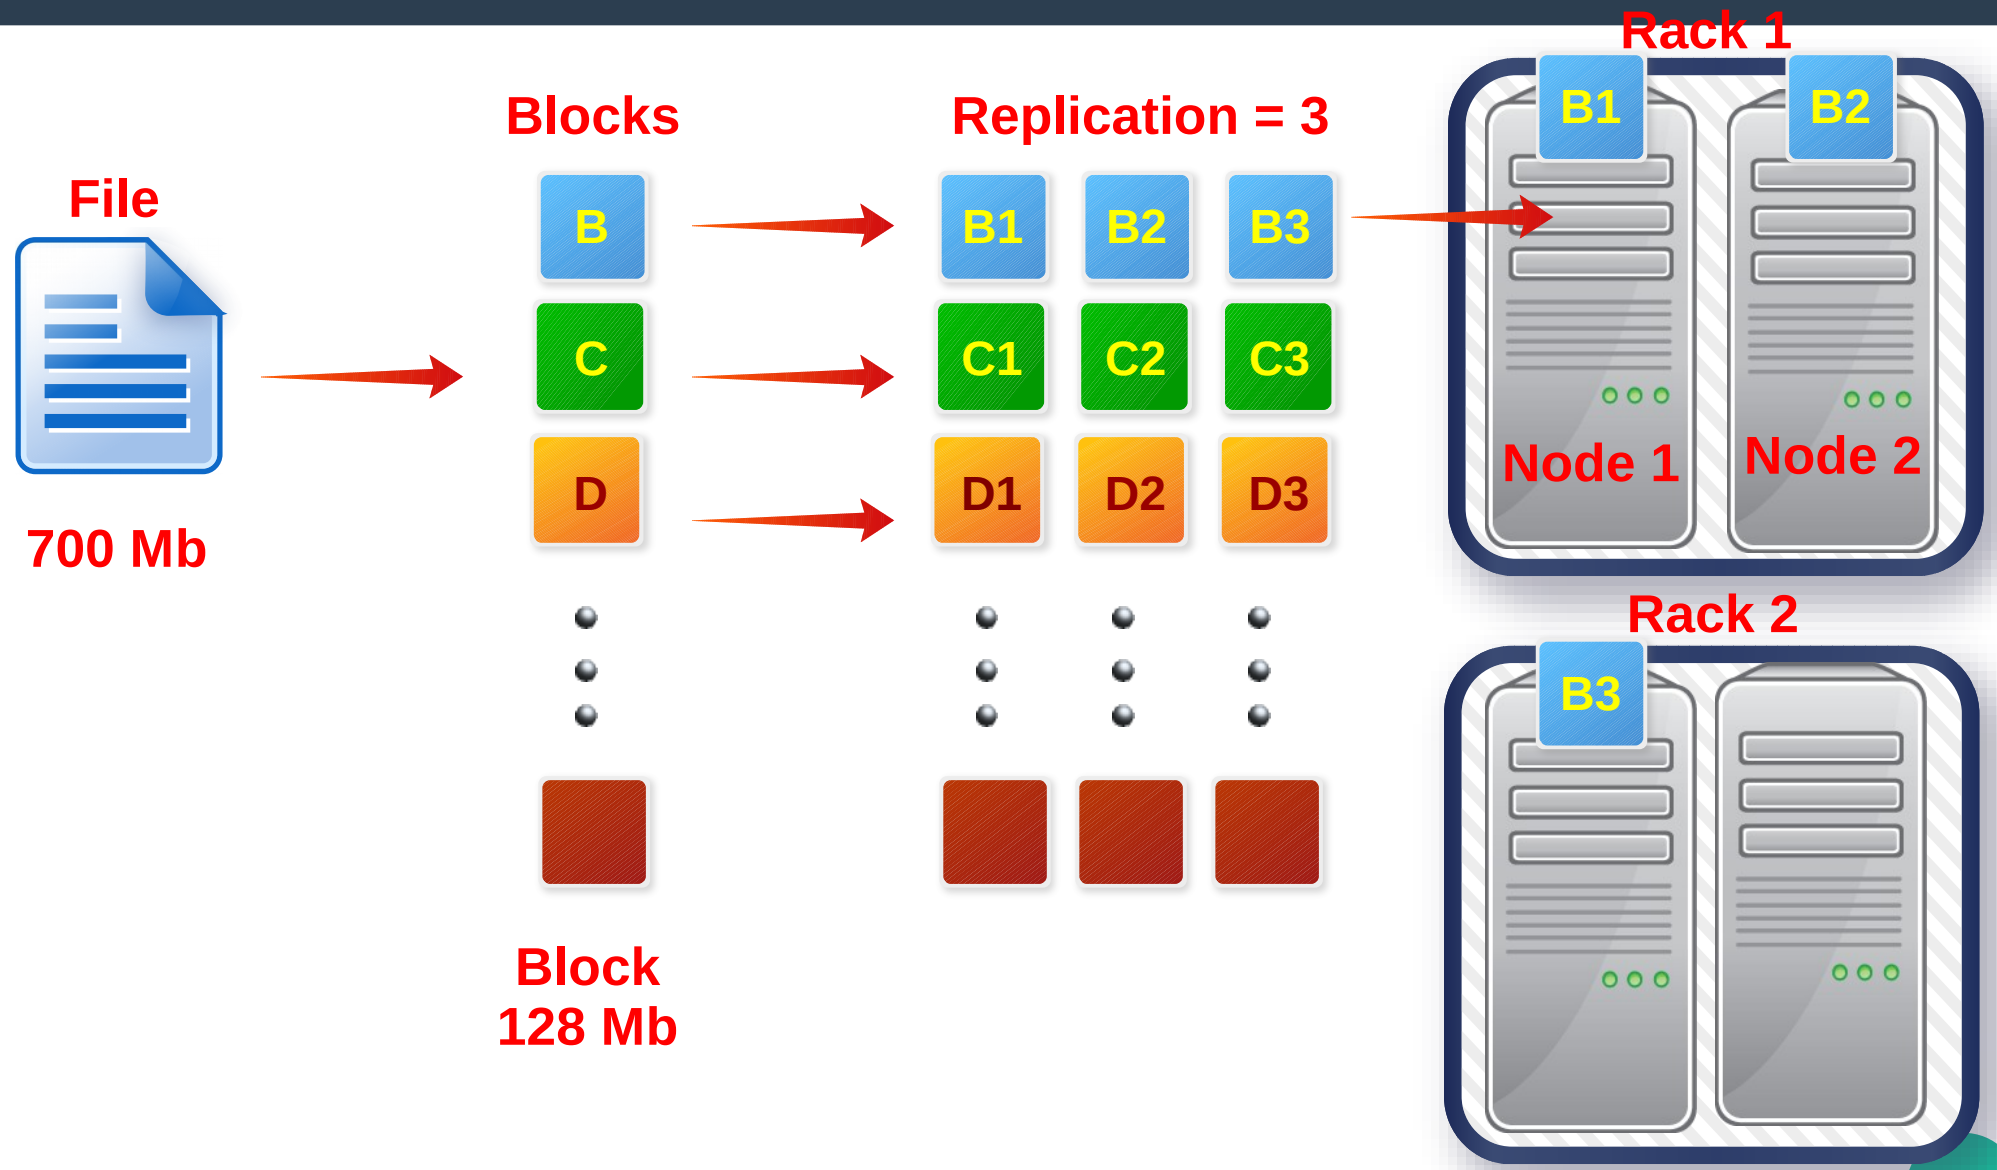 File
700 Mb
Blocks
B
C
D
Block
128 Mb
Replication = 3
B1 B2 B3
C1 C2 C3
D1 D2 D3
Rack 1
B1 B2
Node 1 Node 2
Rack 2
B3